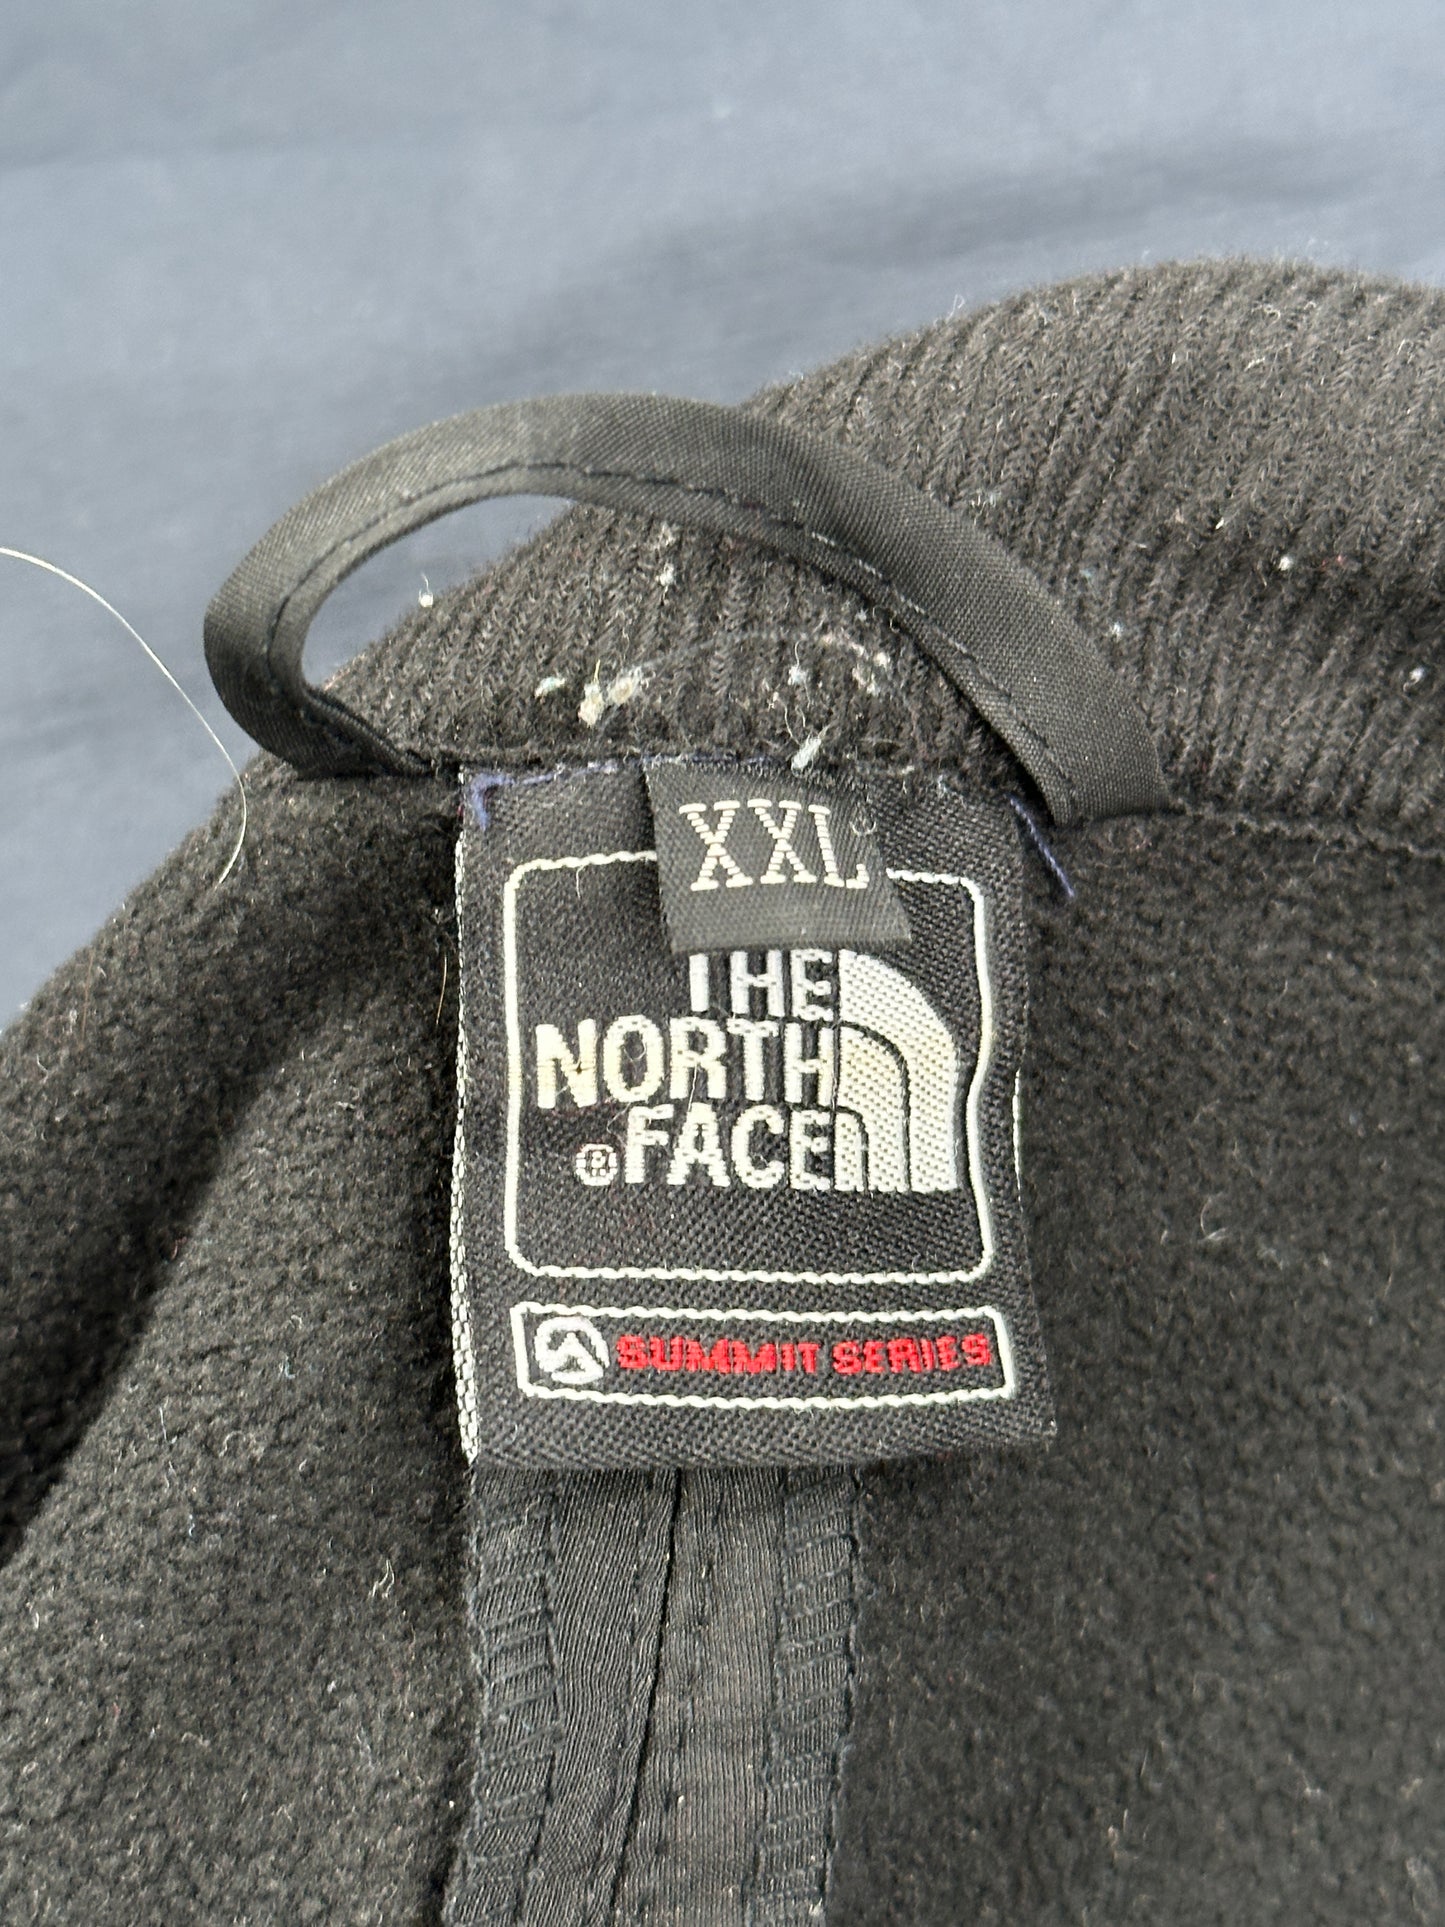 XXL
THE
NORTH
® FACE
SUMMIT SERIES